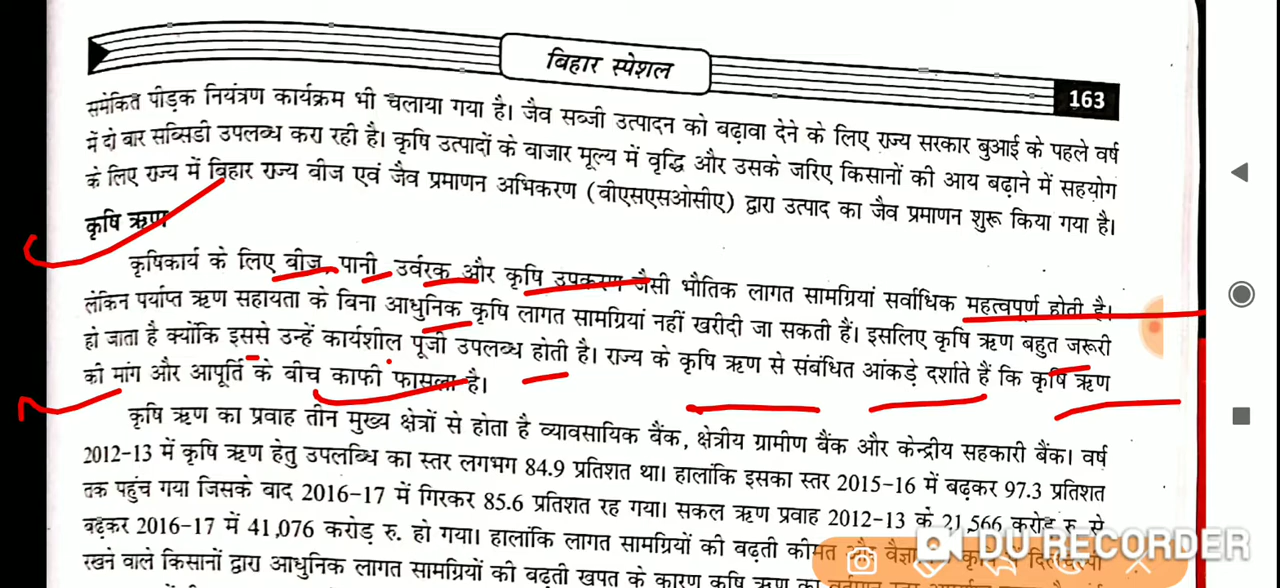 बिहार स्पेशल
163
समेकित पीड़क नियंत्रण कार्यक्रम भी चलाया गया है। जैव सब्जी उत्पादन को बढ़ावा देने के लिए राज्य सरकार बुआई के पहले वर्ष
में दो बार सब्सिडी उपलब्ध करा रही है। कृषि उत्पादों के बाजार मूल्य में वृद्धि और उसके जरिए किसानों की आय बढ़ाने में सहयोग
के लिए राज्य में बिहार राज्य बीज एवं जैव प्रमाणन अभिकरण (बीएसएसओसीए) द्वारा उत्पाद का जैव प्रमाणन शुरू किया गया है।
कृषि ऋण
कृषिकार्य के लिए बीज, पानी, उर्वरक और कृषि उपकरण जैसी भौतिक लागत सामग्रियां सर्वाधिक महत्वपूर्ण होती है।
लेकिन पर्याप्त ऋण सहायता के बिना आधुनिक कृषि लागत सामग्रियां नहीं खरीदी जा सकती हैं। इसलिए कृषि ऋण बहुत जरूरी
हो जाता है क्योंकि इससे उन्हें कार्यशील पूंजी उपलब्ध होती है। राज्य के कृषि ऋण से संबंधित आंकड़े दर्शाते हैं कि कृषि ऋण
की मांग और आपूर्ति के बीच काफी फासला है।
कृषि ऋण का प्रवाह तीन मुख्य क्षेत्रों से होता है व्यावसायिक बैंक, क्षेत्रीय ग्रामीण बैंक और केन्द्रीय सहकारी बैंक। वर्ष
2012-13 में कृषि ऋण हेतु उपलब्धि का स्तर लगभग 84.9 प्रतिशत था। हालांकि इसका स्तर 2015-16 में बढ़कर 97.3 प्रतिशत
तक पहुंच गया जिसके बाद 2016-17 में गिरकर 85.6 प्रतिशत रह गया। सकल ऋण प्रवाह 2012-13 के 21,566 करोड़ रु. से
बढ़कर 2016-17 में 41,076 करोड़ रु. हो गया। हालांकि लागत सामग्रियों की बढ़ती कीमत और
रखने वाले किसानों द्वारा आधुनिक लागत सामग्रियों की बढ़ती खपत के कारण कृषि ऋण का
DU RECORDER